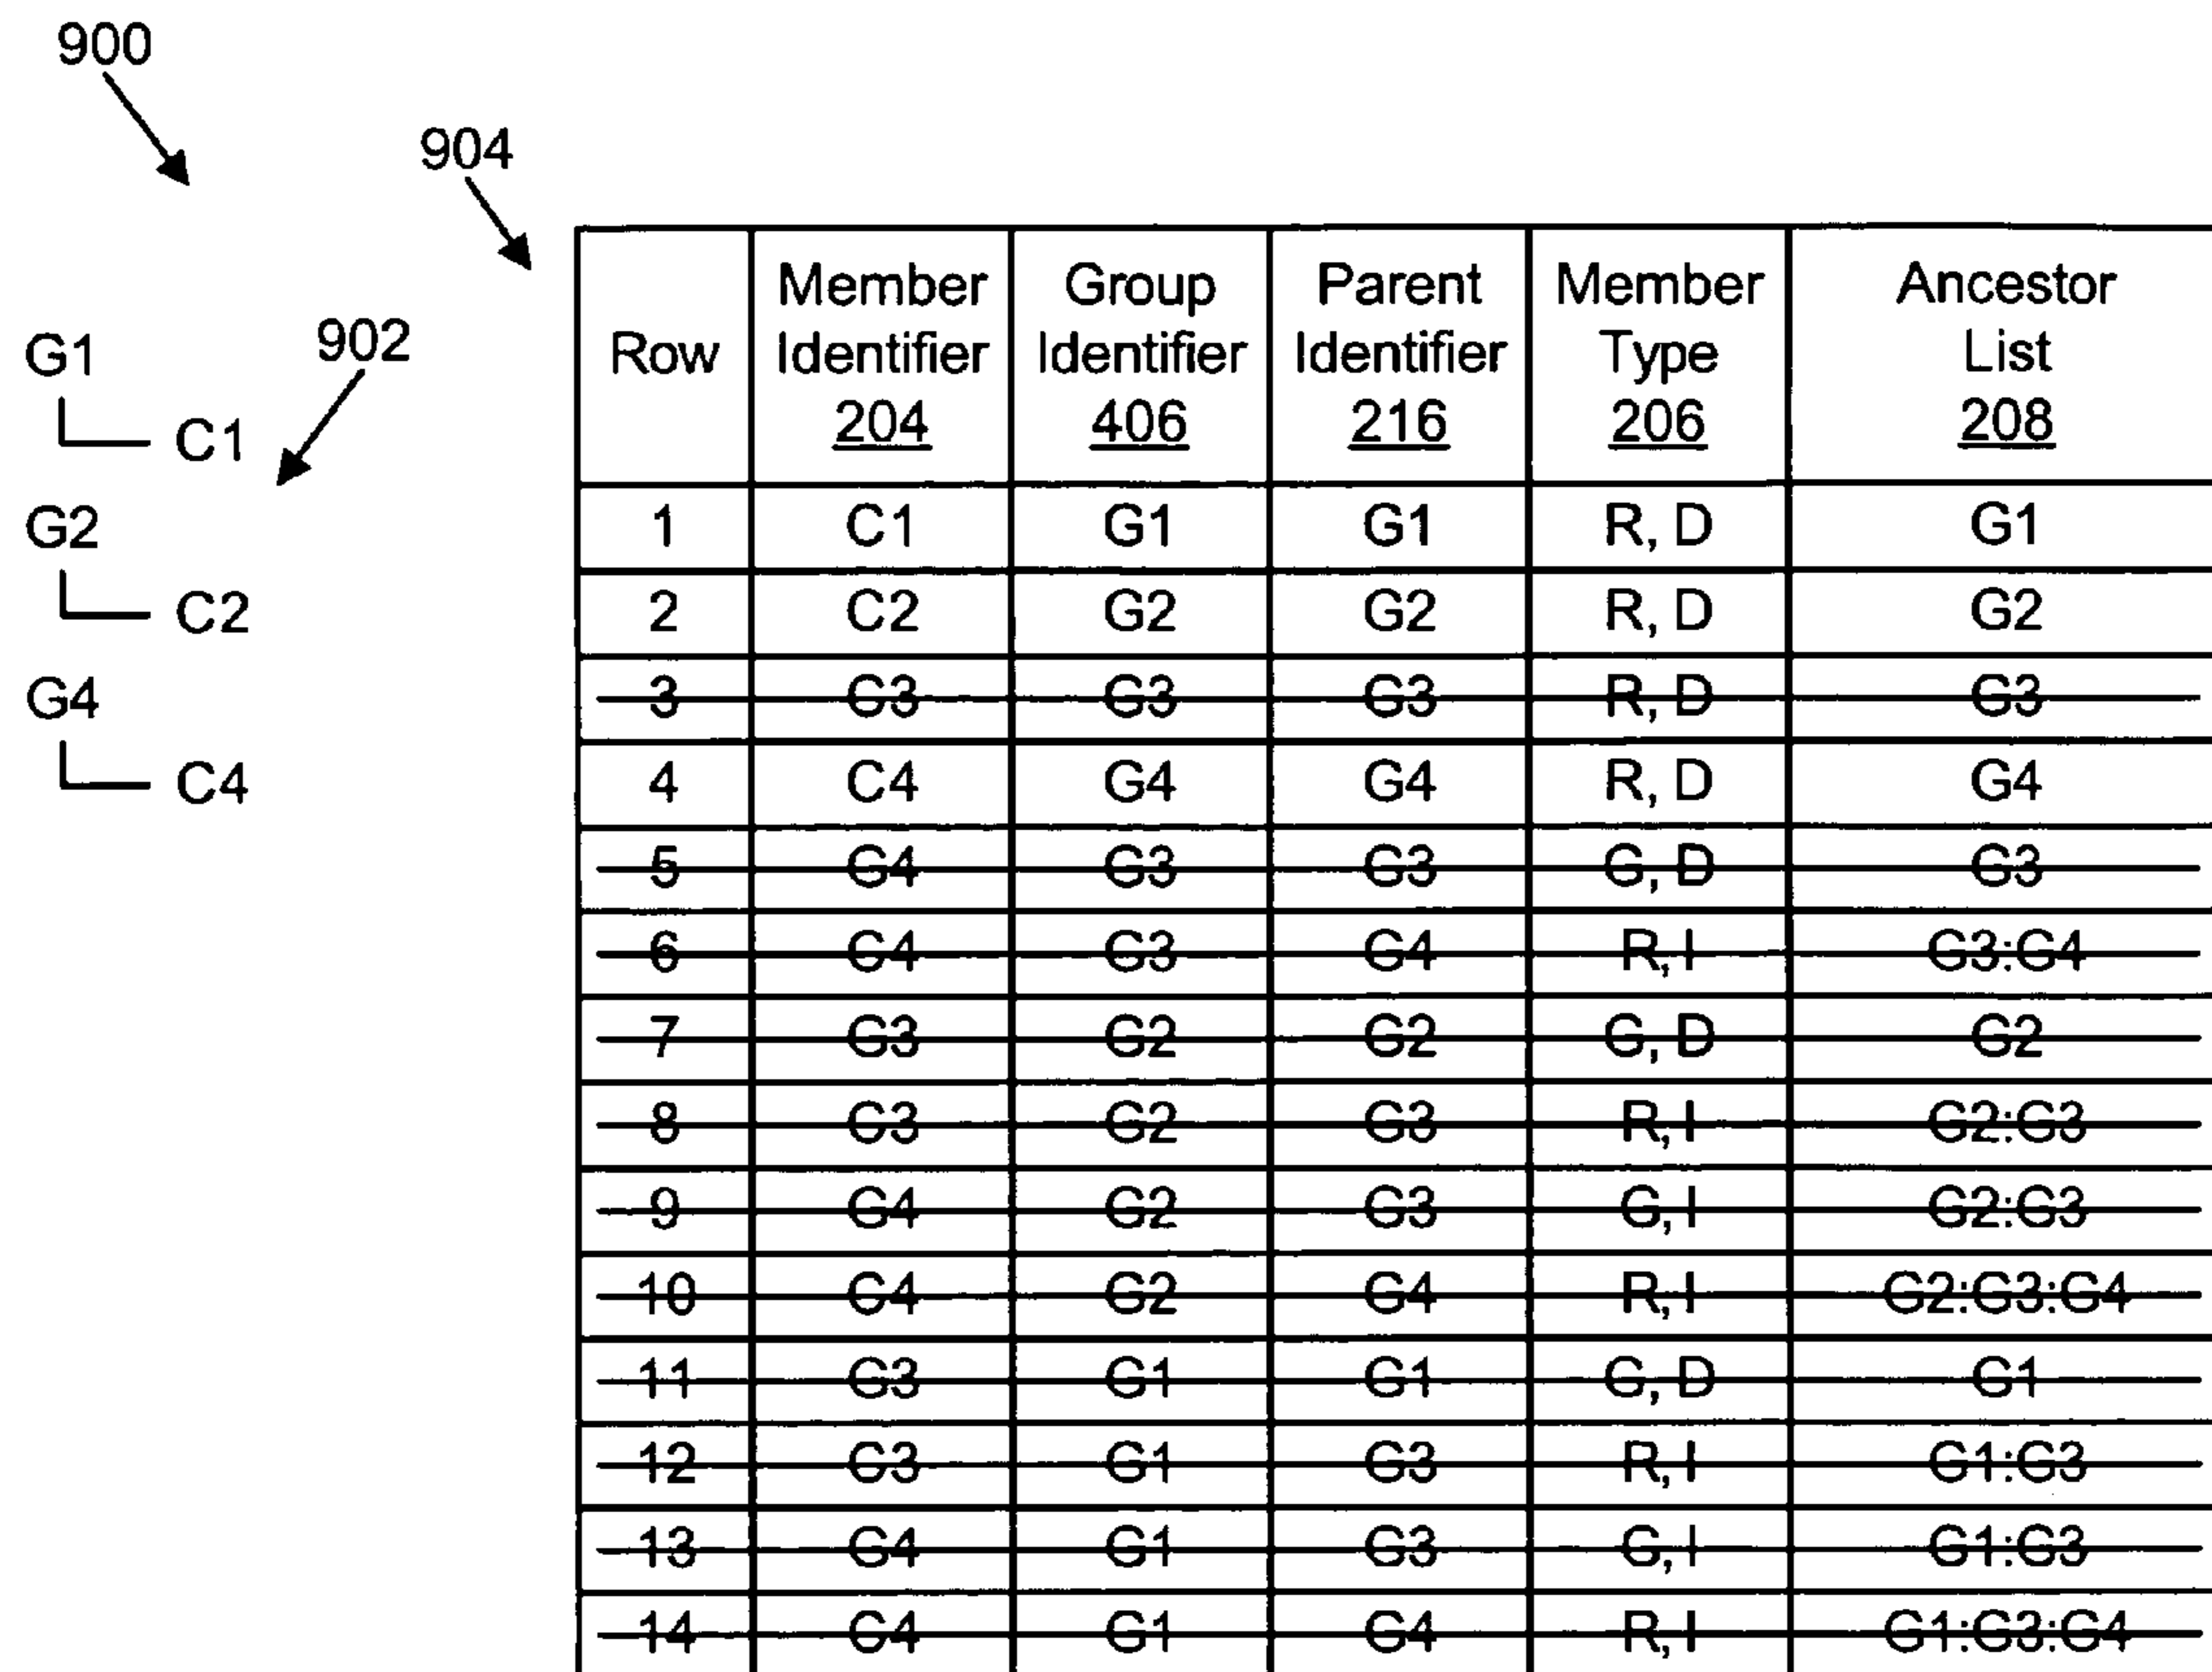 900
904
902
G1
C1
G2
C2
G4
C4
Row Member Identifier 204 Group Identifier 406 Parent Identifier 216 Member Type 206 Ancestor List 208
1 C1 G1 G1 R, D G1
2 C2 G2 G2 R, D G2
3 C3 G3 G3 R, D G3
4 C4 G4 G4 R, D G4
5 G4 G3 G3 G, D G3
6 C4 G3 G4 R, I G3:G4
7 G3 G2 G2 G, D G2
8 C3 G2 G3 R, I G2:G3
9 G4 G2 G3 G, I G2:G3
10 C4 G2 G4 R, I G2:G3:G4
11 G3 G1 G1 G, D G1
12 C3 G1 G3 R, I G1:G3
13 G4 G1 G3 G, I G1:G3
14 C4 G1 G4 R, I G1:G3:G4